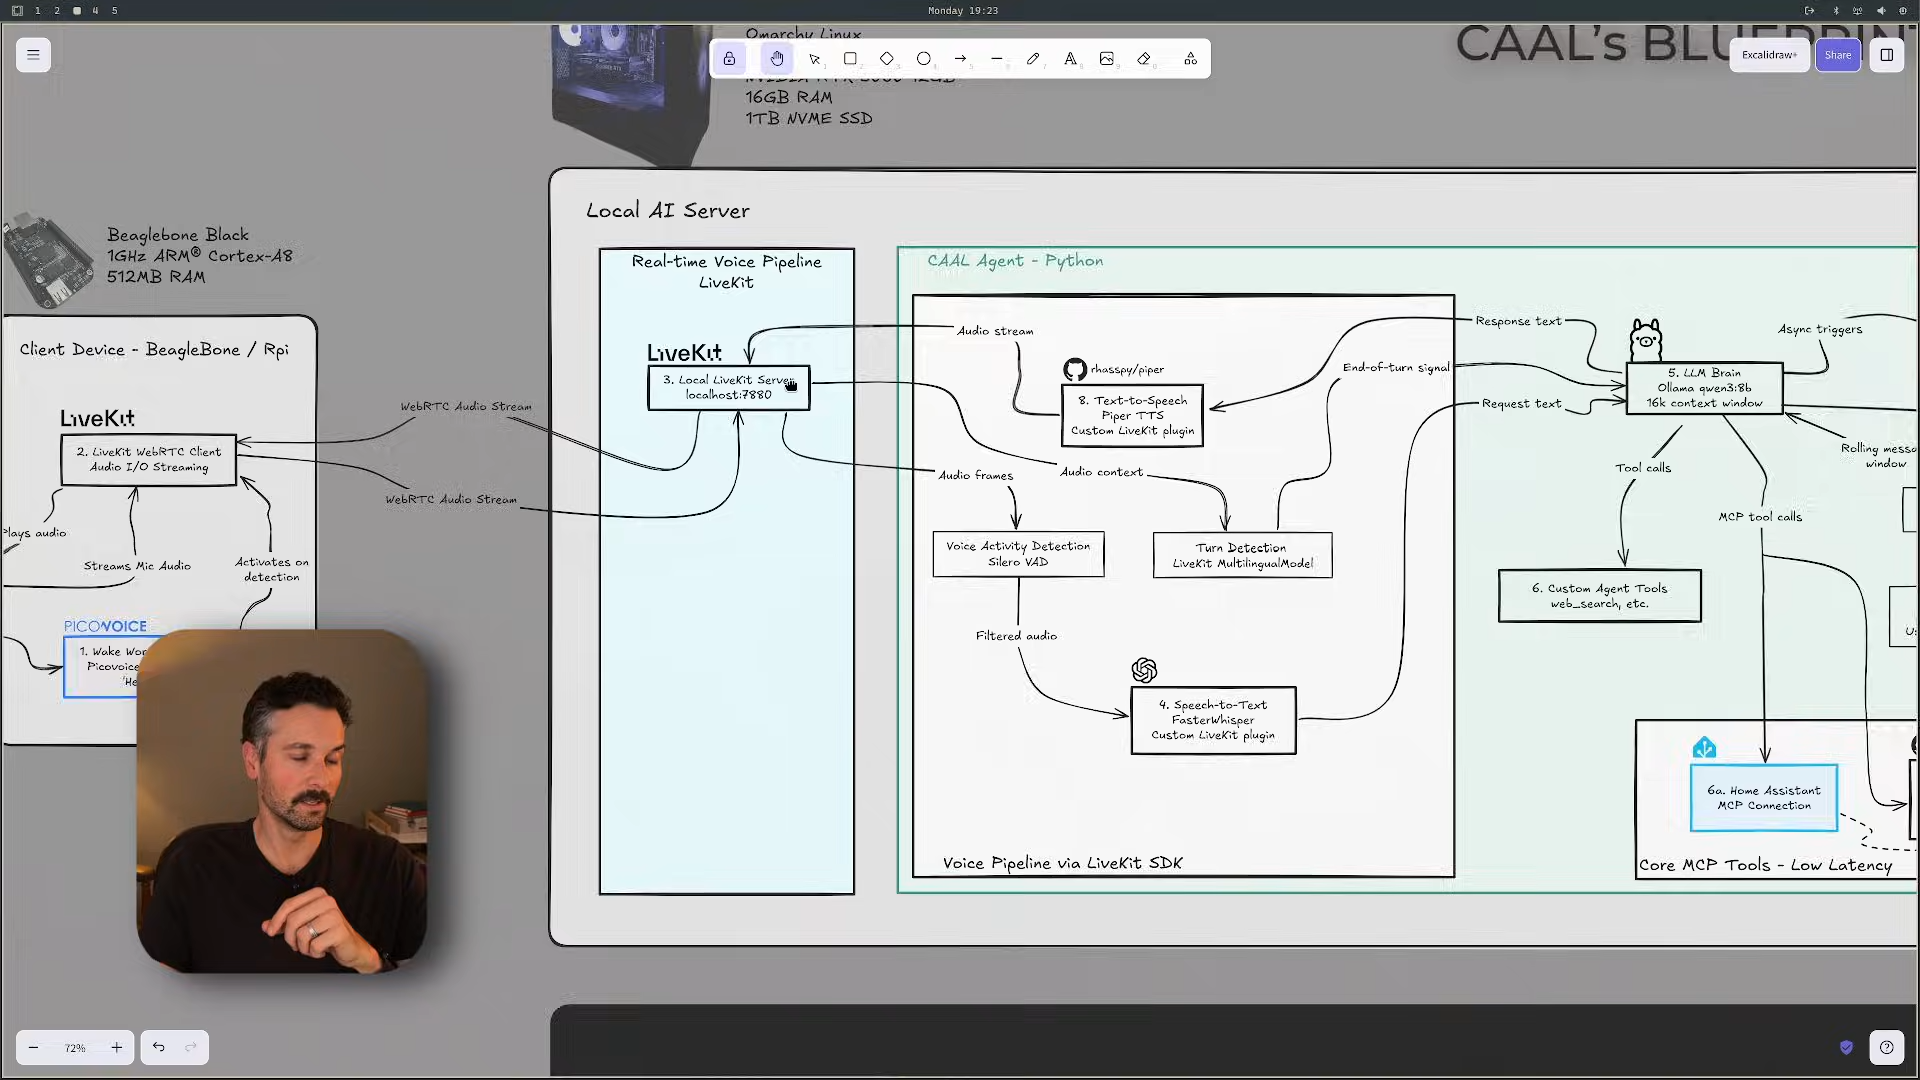 1 2 4 5
Monday 19:23
Omarchy Linux
16GB RAM
1TB NVME SSD
CAAL's BLUEPRIN
Excalidraw+
Share
Beaglebone Black
1GHz ARM® Cortex-A8
512MB RAM
Client Device - BeagleBone / Rpi
LiveKit
2. LiveKit WebRTC Client
Audio I/O Streaming
Plays audio
Streams Mic Audio
Activates on
detection
PICOVOICE
1. Wake Wor
Picovoice
'He
WebRTC Audio Stream
WebRTC Audio Stream
Local AI Server
Real-time Voice Pipeline
LiveKit
LiveKit
3. Local LiveKit Server
localhost:7880
CAAL Agent - Python
Audio stream
rhasspy/piper
8. Text-to-Speech
Piper TTS
Custom LiveKit plugin
Audio frames
Audio context
Voice Activity Detection
Silero VAD
Turn Detection
LiveKit MultilingualModel
Filtered audio
4. Speech-to-Text
FasterWhisper
Custom LiveKit plugin
Voice Pipeline via LiveKit SDK
Response text
End-of-turn signal
Request text
5. LLM Brain
Ollama qwen3:8b
16k context window
Async triggers
Rolling messa
window
Tool calls
MCP tool calls
6. Custom Agent Tools
web_search, etc.
6a. Home Assistant
MCP Connection
Core MCP Tools - Low Latency
72%